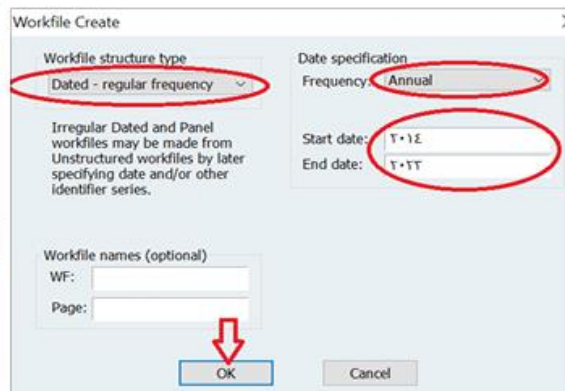 Workfile Create
Workfile structure type
Dated - regular frequency
Irregular Dated and Panel
workfiles may be made from
Unstructured workfiles by later
specifying date and/or other
identifier series.
Date specification
Frequency: Annual
Start date: ٢٠١٤
End date: ٢٠٢٣
Workfile names (optional)
WF:
Page:
OK Cancel